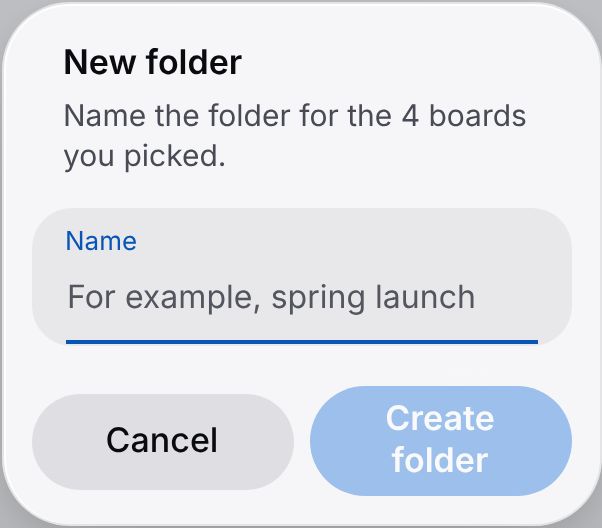 New folder
Name the folder for the 4 boards
you picked.
Name
For example, spring launch
Cancel
Create
folder